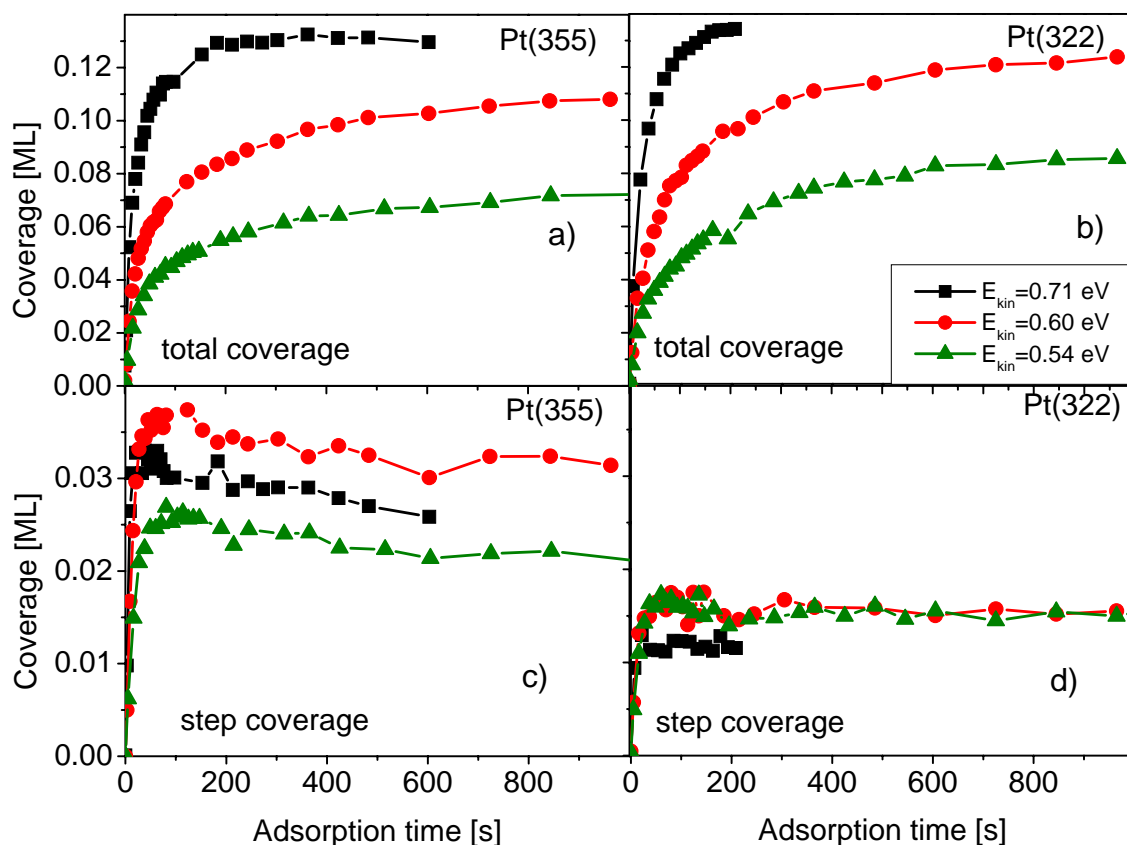 Pt(355)
Pt(322)
0.12
0.10
0.08
0.06
0.04
0.02
0.00
Coverage [ML]
a)
b)
total coverage
total coverage
E_kin=0.71 eV
E_kin=0.60 eV
E_kin=0.54 eV
Pt(355)
Pt(322)
0.03
0.02
0.01
0.00
Coverage [ML]
c)
d)
step coverage
step coverage
0 200 400 600 800
0 200 400 600 800
Adsorption time [s]
Adsorption time [s]